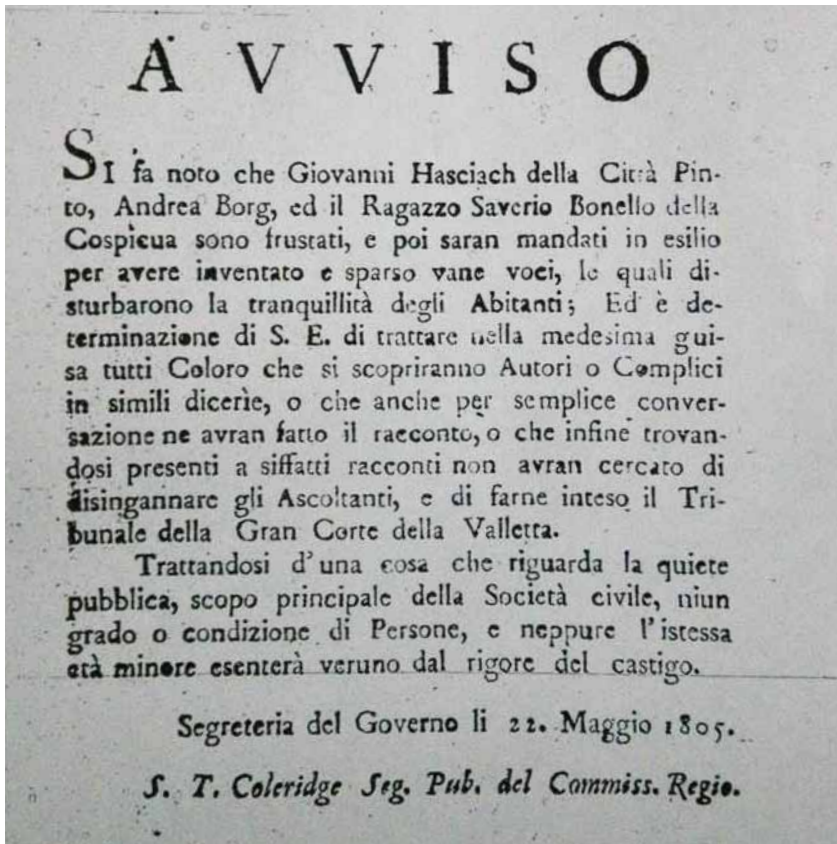 AVVISO
SI fa noto che Giovanni Hasciach della Città Pin-
to, Andrea Borg, ed il Ragazzo Saverio Bonello della
Cospicua sono frustati, e poi saran mandati in esilio
per avere inventato e sparso vane voci, le quali di-
sturbarono la tranquillità degli Abitanti; Ed è de-
terminazione di S. E. di trattare nella medesima gui-
sa tutti Coloro che si scopriranno Autori o Complici
in simili dicerìe, o che anche per semplice conver-
sazione ne avran fatto il racconto, o che infine trovan-
dosi presenti a siffatti racconti non avran cercato di
disingannare gli Ascoltanti, e di farne inteso il Tri-
bunale della Gran Corte della Valletta.
Trattandosi d'una cosa che riguarda la quiete
pubblica, scopo principale della Società civile, niun
grado o condizione di Persone, e neppure l'istessa
età minore esenterà veruno dal rigore del castigo.
Segreteria del Governo li 22. Maggio 1805.
S. T. Coleridge Seg. Pub. del Commiss. Regio.